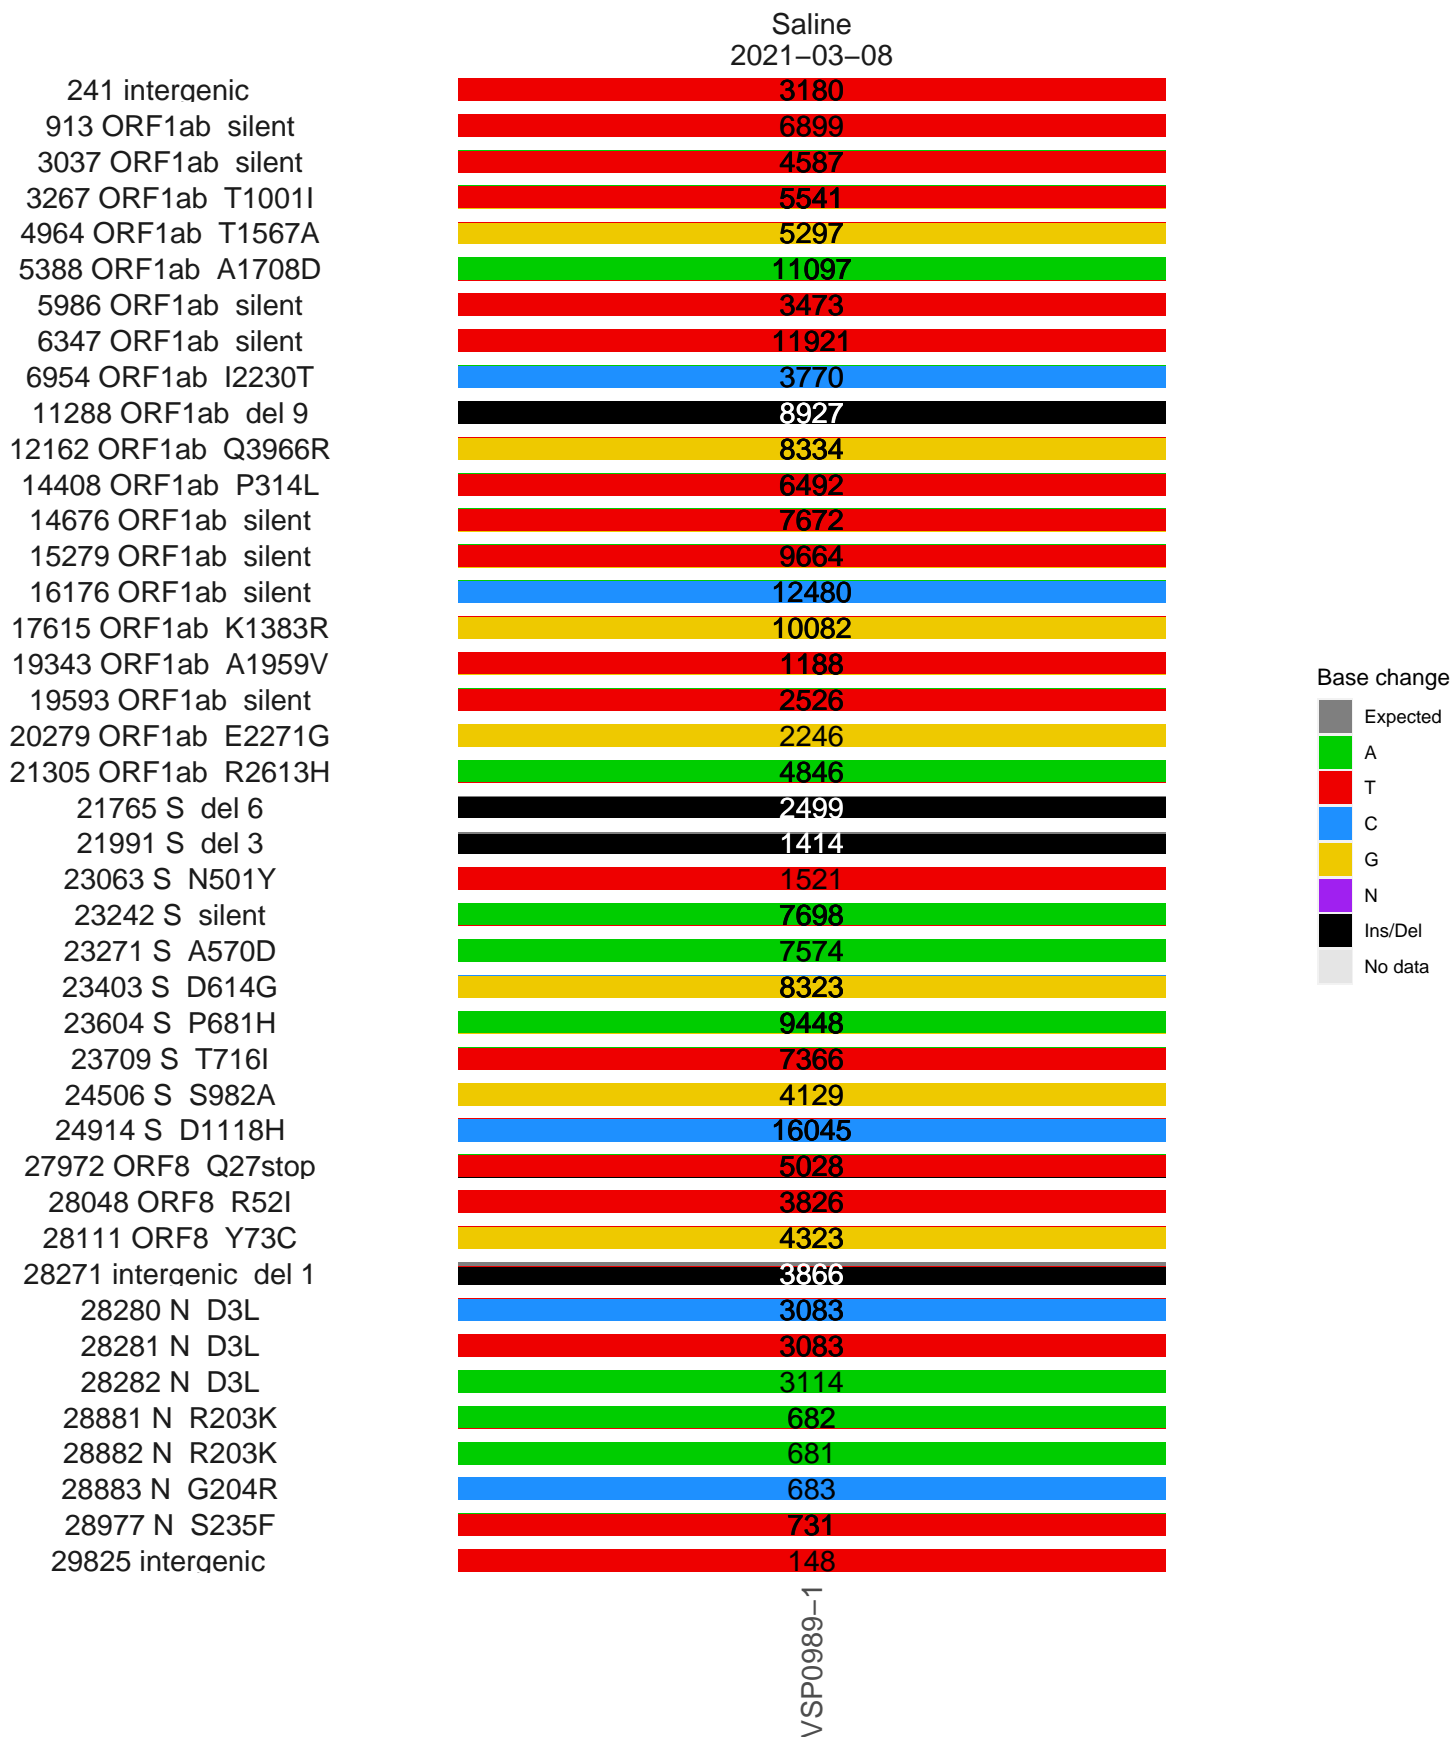 Saline
2021−03−08
241 intergenic 3180
913 ORF1ab silent 6899
3037 ORF1ab silent 4587
3267 ORF1ab T1001I 5541
4964 ORF1ab T1567A 5297
5388 ORF1ab A1708D 11097
5986 ORF1ab silent 3473
6347 ORF1ab silent 11921
6954 ORF1ab I2230T 3770
11288 ORF1ab del 9 8927
12162 ORF1ab Q3966R 8334
14408 ORF1ab P314L 6492
14676 ORF1ab silent 7672
15279 ORF1ab silent 9664
16176 ORF1ab silent 12480
17615 ORF1ab K1383R 10082
19343 ORF1ab A1959V 1188
19593 ORF1ab silent 2526
20279 ORF1ab E2271G 2246
21305 ORF1ab R2613H 4846
21765 S del 6 2499
21991 S del 3 1414
23063 S N501Y 1521
23242 S silent 7698
23271 S A570D 7574
23403 S D614G 8323
23604 S P681H 9448
23709 S T716I 7366
24506 S S982A 4129
24914 S D1118H 16045
27972 ORF8 Q27stop 5028
28048 ORF8 R52I 3826
28111 ORF8 Y73C 4323
28271 intergenic del 1 3866
28280 N D3L 3083
28281 N D3L 3083
28282 N D3L 3114
28881 N R203K 682
28882 N R203K 681
28883 N G204R 683
28977 N S235F 731
29825 intergenic 148
VSP0989−1
Base change
Expected
A
T
C
G
N
Ins/Del
No data